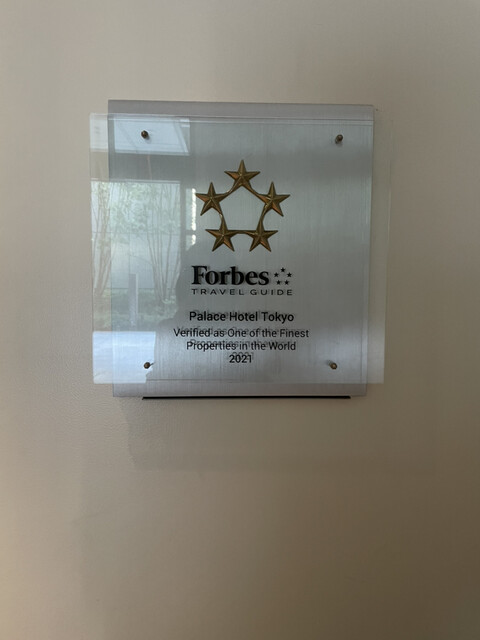 Forbes
TRAVEL GUIDE
Palace Hotel Tokyo
Verified as One of the Finest
Properties in the World
2021